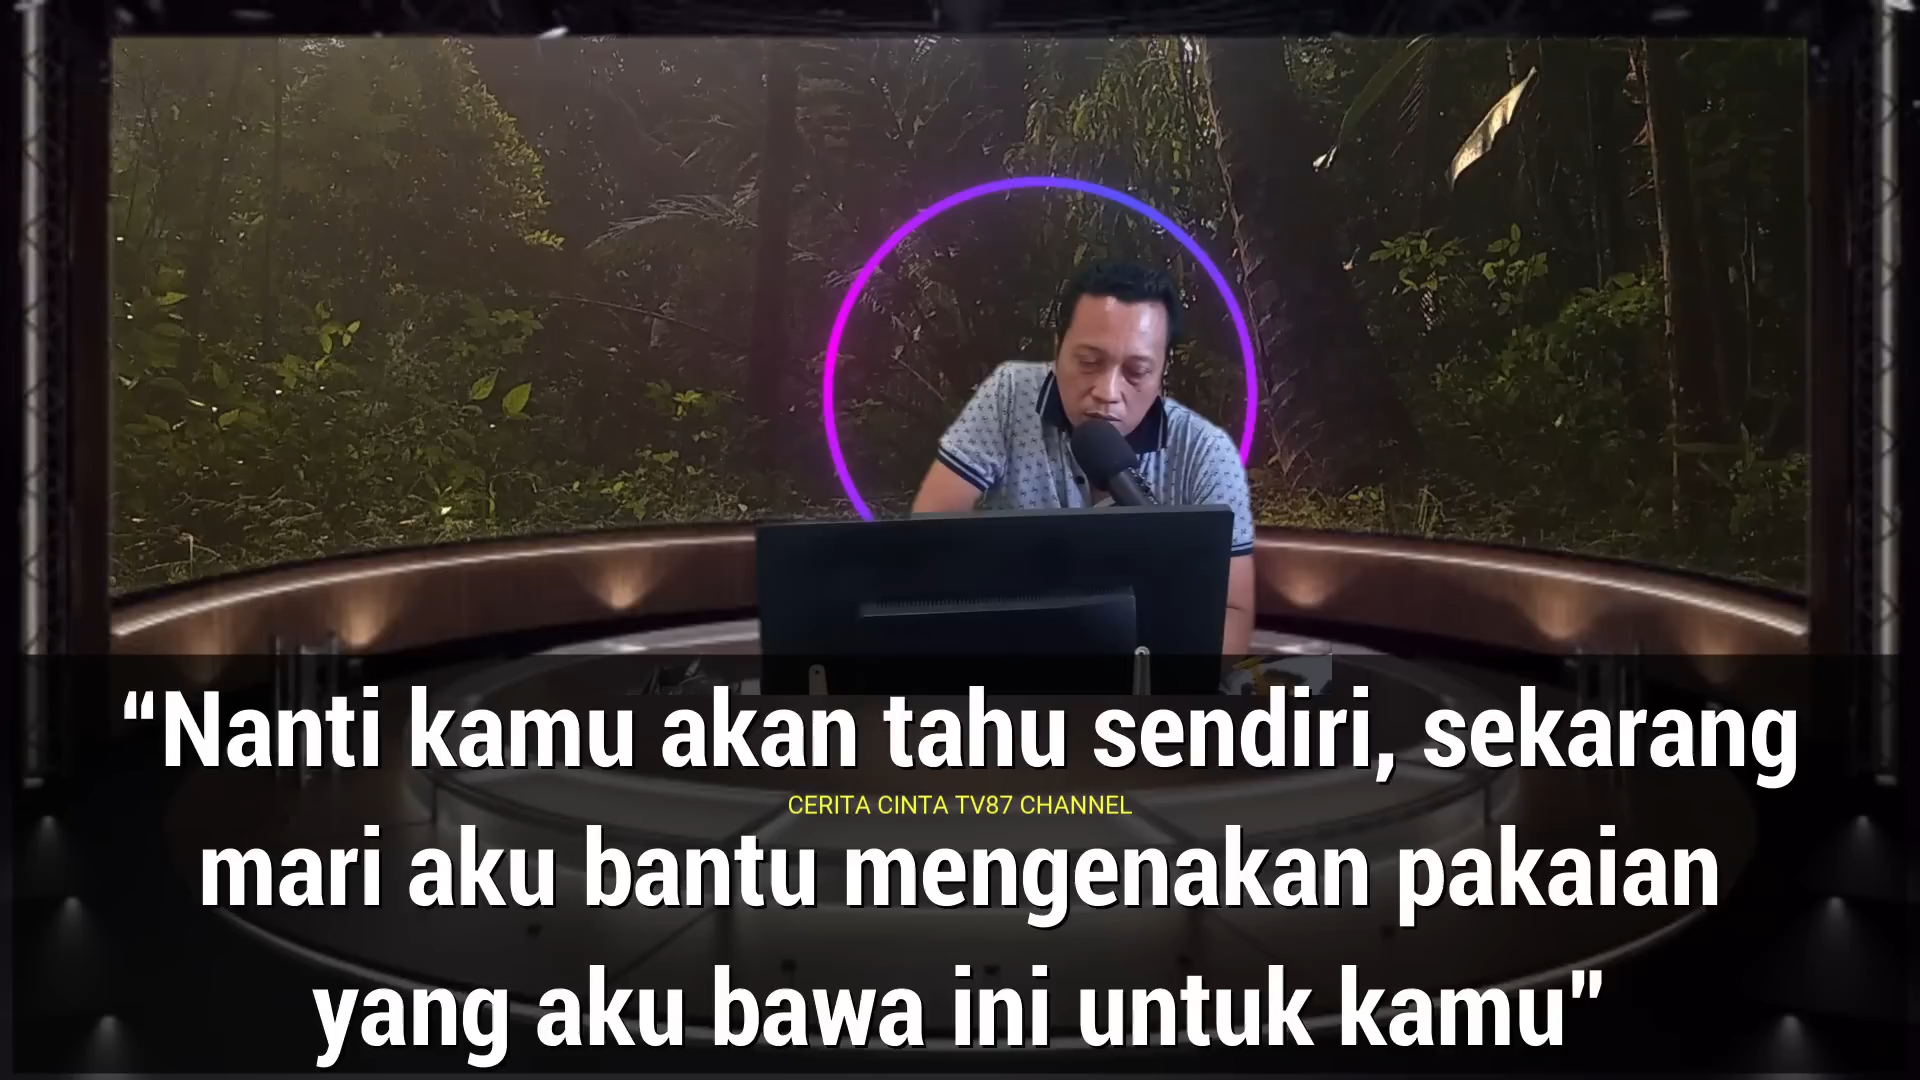 “Nanti kamu akan tahu sendiri, sekarang
CERITA CINTA TV87 CHANNEL
mari aku bantu mengenakan pakaian
yang aku bawa ini untuk kamu”